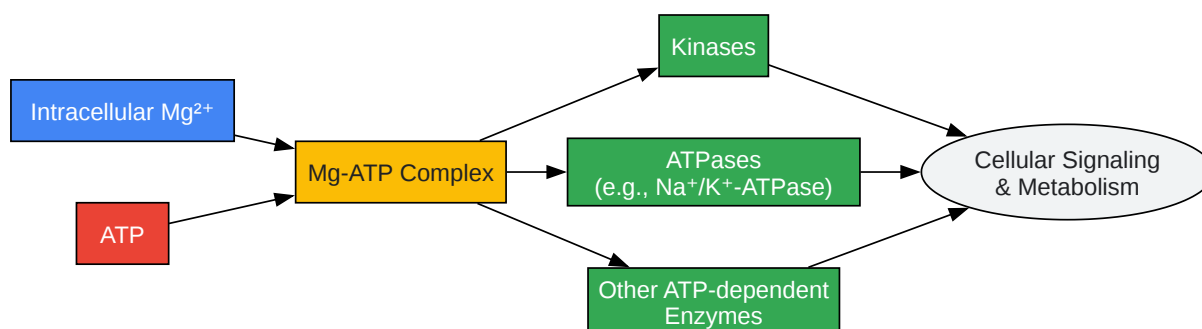 Kinases
Intracellular Mg²⁺
ATPases
(e.g., Na⁺/K⁺-ATPase)
Mg-ATP Complex
Cellular Signaling
& Metabolism
ATP
Other ATP-dependent
Enzymes